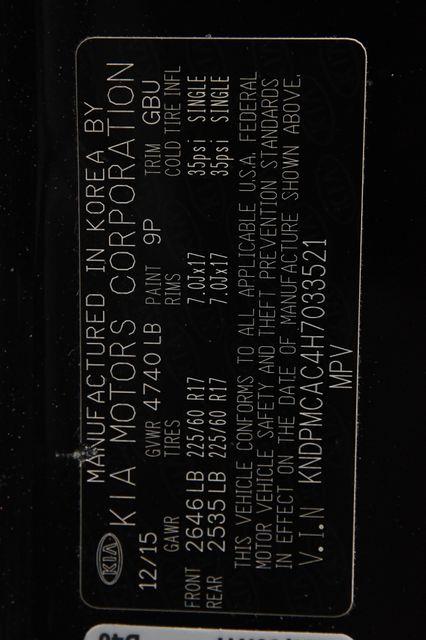 MANUFACTURED IN KOREA BY
KIA KIA MOTORS CORPORATION
12/15 GVWR 4740LB PAINT 9P TRIM GBU
GAWR TIRES RIMS COLD TIRE INFL
FRONT 2646LB 225/60 R17 7.0Jx17 35psi SINGLE
REAR 2535LB 225/60 R17 7.0Jx17 35psi SINGLE
THIS VEHICLE CONFORMS TO ALL APPLICABLE U.S.A. FEDERAL
MOTOR VEHICLE SAFETY AND THEFT PREVENTION STANDARDS
IN EFFECT ON THE DATE OF MANUFACTURE SHOWN ABOVE.
V.I.N KNDPMCAC4H7033521
MPV